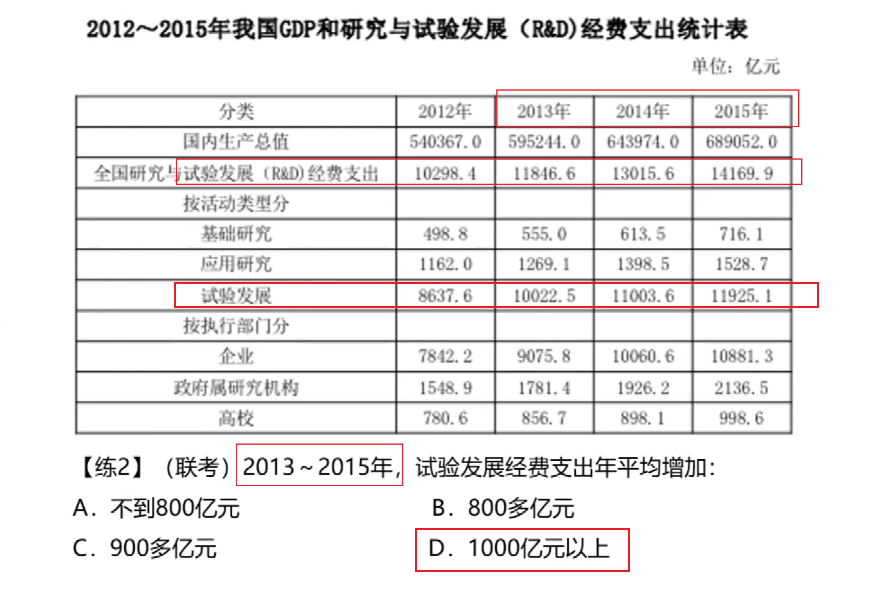 2012～2015年我国GDP和研究与试验发展（R&D)经费支出统计表
单位：亿元
分类 2012年 2013年 2014年 2015年
国内生产总值 540367.0 595244.0 643974.0 689052.0
全国研究与试验发展（R&D)经费支出 10298.4 11846.6 13015.6 14169.9
按活动类型分
基础研究 498.8 555.0 613.5 716.1
应用研究 1162.0 1269.1 1398.5 1528.7
试验发展 8637.6 10022.5 11003.6 11925.1
按执行部门分
企业 7842.2 9075.8 10060.6 10881.3
政府属研究机构 1548.9 1781.4 1926.2 2136.5
高校 780.6 856.7 898.1 998.6
【练2】（联考）2013～2015年，试验发展经费支出年平均增加：
A．不到800亿元 B．800多亿元
C．900多亿元 D．1000亿元以上